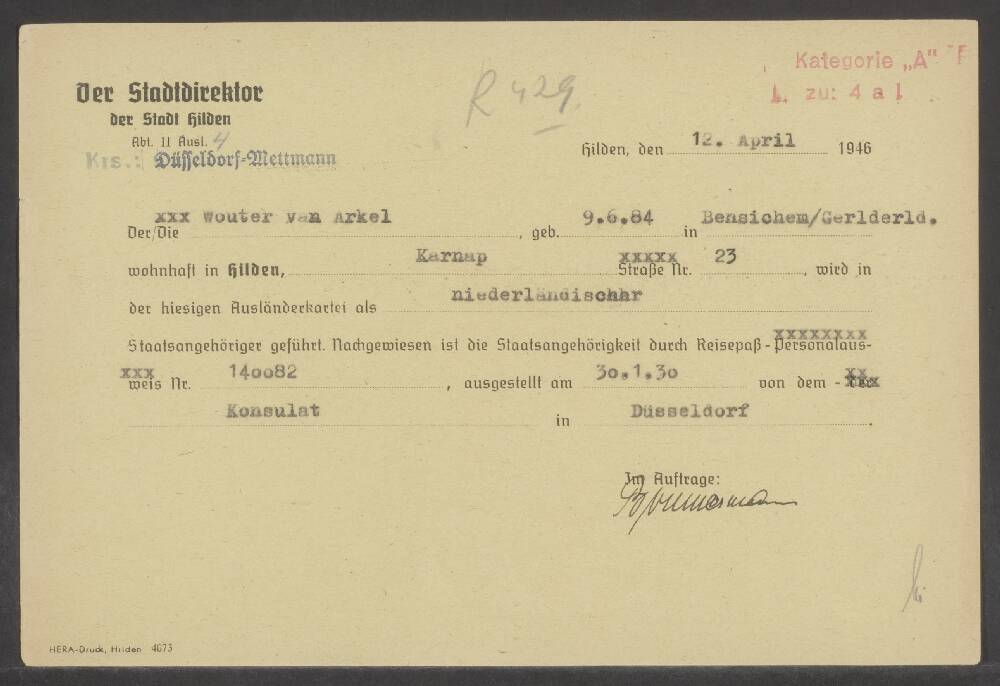 Kategorie „A"
zu: 4 a 1
R 429.
Der Stadtdirektor
der Stadt Hilden
Abt. II Ausl. 4
Krs.: Düsseldorf-Mettmann
Hilden, den 12. April 1946
Der/Die xxx Wouter van Arkel, geb. 9.6.84 in Bensichem/Gerlderld.
wohnhaft in Hilden, Karnap xxxxx Straße Nr. 23, wird in
der hiesigen Ausländerkartei als niederländischhr
Staatsangehöriger geführt. Nachgewiesen ist die Staatsangehörigkeit durch Reisepaß - Personalaus-
weis Nr. 14oo82, ausgestellt am 3o.1.3o von dem - der
Konsulat in Düsseldorf.
Im Auftrage:
HERA-Druck, Hilden 4073